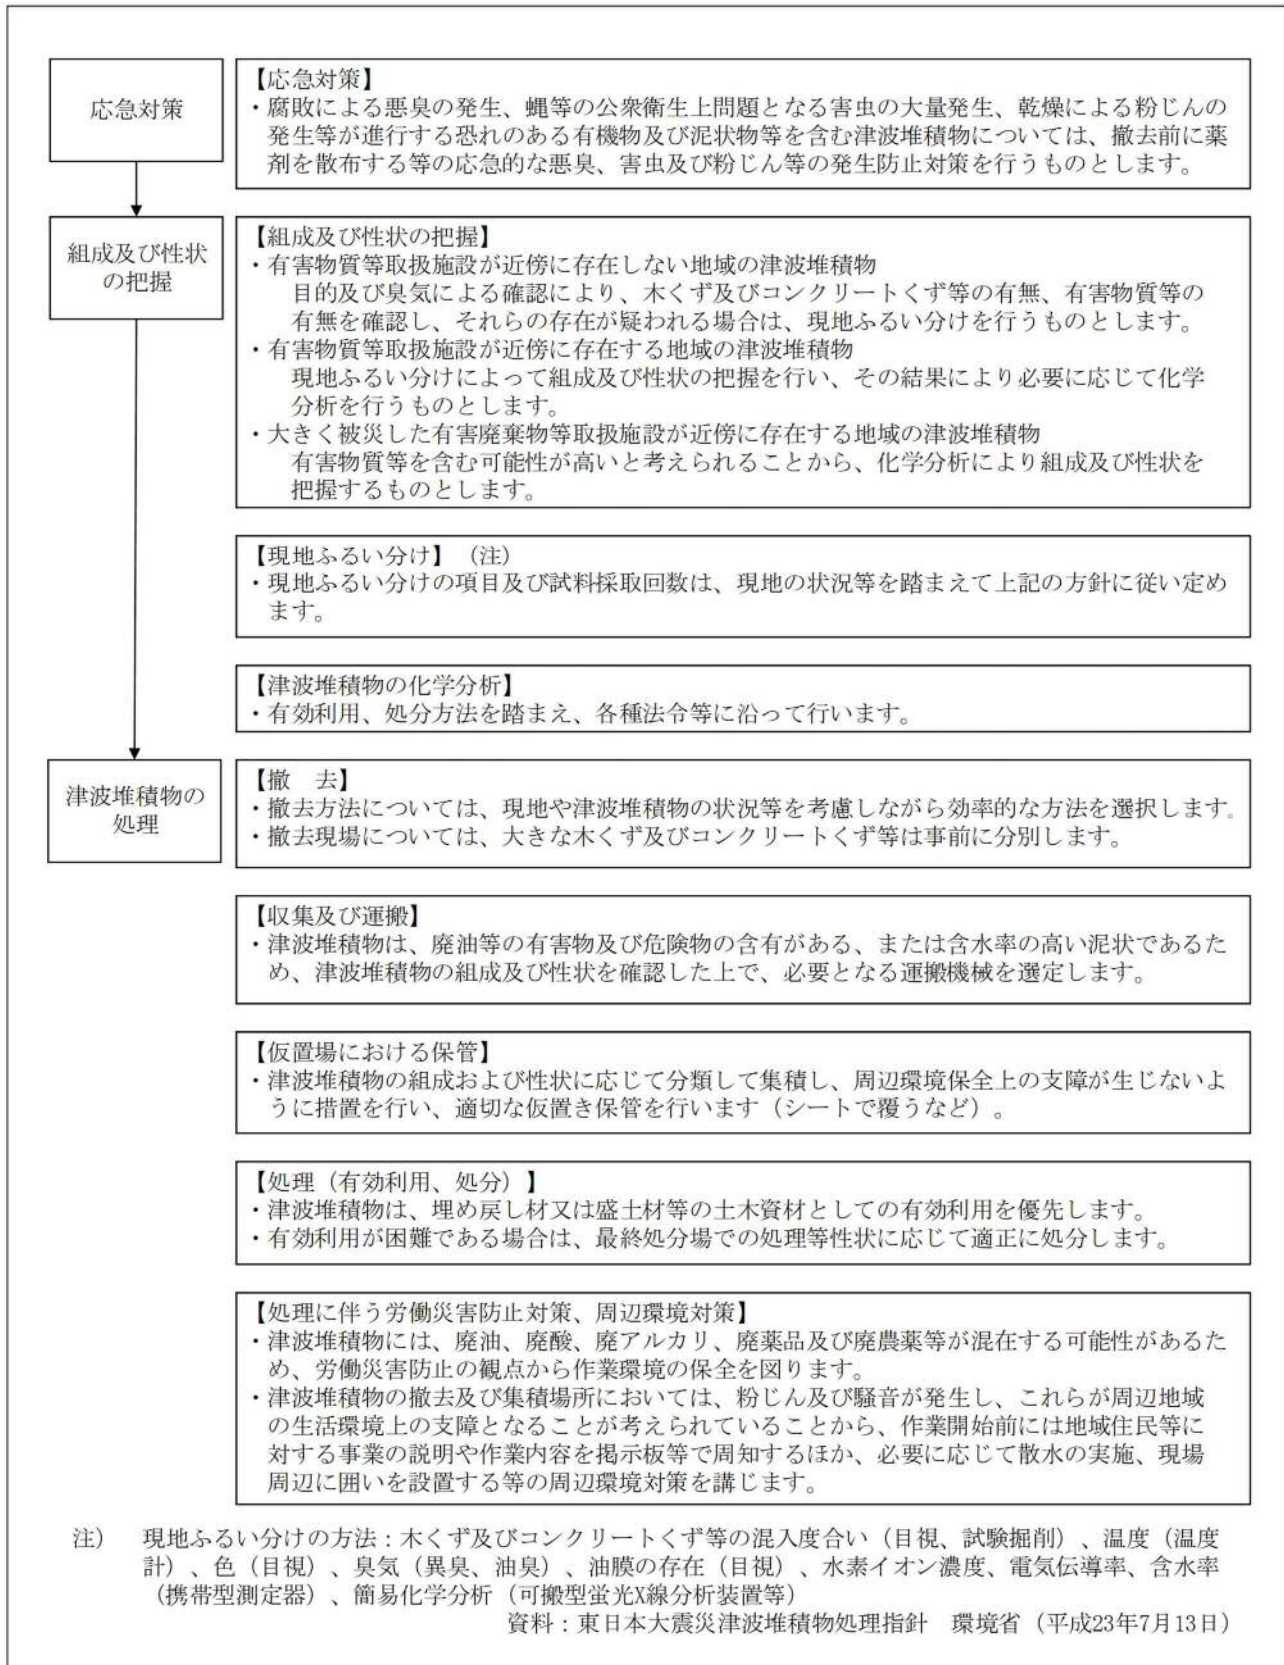 応急対策
【応急対策】
・腐敗による悪臭の発生、蝿等の公衆衛生上問題となる害虫の大量発生、乾燥による粉じんの
発生等が進行する恐れのある有機物及び泥状物等を含む津波堆積物については、撤去前に薬
剤を散布する等の応急的な悪臭、害虫及び粉じん等の発生防止対策を行うものとします。
組成及び性状
の把握
【組成及び性状の把握】
・有害物質等取扱施設が近傍に存在しない地域の津波堆積物
目的及び臭気による確認により、木くず及びコンクリートくず等の有無、有害物質等の
有無を確認し、それらの存在が疑われる場合は、現地ふるい分けを行うものとします。
・有害物質等取扱施設が近傍に存在する地域の津波堆積物
現地ふるい分けによって組成及び性状の把握を行い、その結果により必要に応じて化学
分析を行うものとします。
・大きく被災した有害廃棄物等取扱施設が近傍に存在する地域の津波堆積物
有害物質等を含む可能性が高いと考えられることから、化学分析により組成及び性状を
把握するものとします。
【現地ふるい分け】（注）
・現地ふるい分けの項目及び試料採取回数は、現地の状況等を踏まえて上記の方針に従い定め
ます。
【津波堆積物の化学分析】
・有効利用、処分方法を踏まえ、各種法令等に沿って行います。
津波堆積物の
処理
【撤　去】
・撤去方法については、現地や津波堆積物の状況等を考慮しながら効率的な方法を選択します。
・撤去現場については、大きな木くず及びコンクリートくず等は事前に分別します。
【収集及び運搬】
・津波堆積物は、廃油等の有害物及び危険物の含有がある、または含水率の高い泥状であるた
め、津波堆積物の組成及び性状を確認した上で、必要となる運搬機械を選定します。
【仮置場における保管】
・津波堆積物の組成および性状に応じて分類して集積し、周辺環境保全上の支障が生じないよ
うに措置を行い、適切な仮置き保管を行います（シートで覆うなど）。
【処理（有効利用、処分）】
・津波堆積物は、埋め戻し材又は盛土材等の土木資材としての有効利用を優先します。
・有効利用が困難である場合は、最終処分場での処理等性状に応じて適正に処分します。
【処理に伴う労働災害防止対策、周辺環境対策】
・津波堆積物には、廃油、廃酸、廃アルカリ、廃薬品及び廃農薬等が混在する可能性があるた
め、労働災害防止の観点から作業環境の保全を図ります。
・津波堆積物の撤去及び集積場所においては、粉じん及び騒音が発生し、これらが周辺地域
の生活環境上の支障となることが考えられていることから、作業開始前には地域住民等に
対する事業の説明や作業内容を掲示板等で周知するほか、必要に応じて散水の実施、現場
周辺に囲いを設置する等の周辺環境対策を講じます。
注）　現地ふるい分けの方法：木くず及びコンクリートくず等の混入度合い（目視、試験掘削）、温度（温度
計）、色（目視）、臭気（異臭、油臭）、油膜の存在（目視）、水素イオン濃度、電気伝導率、含水率
（携帯型測定器）、簡易化学分析（可搬型蛍光X線分析装置等）
資料：東日本大震災津波堆積物処理指針　環境省（平成23年7月13日）